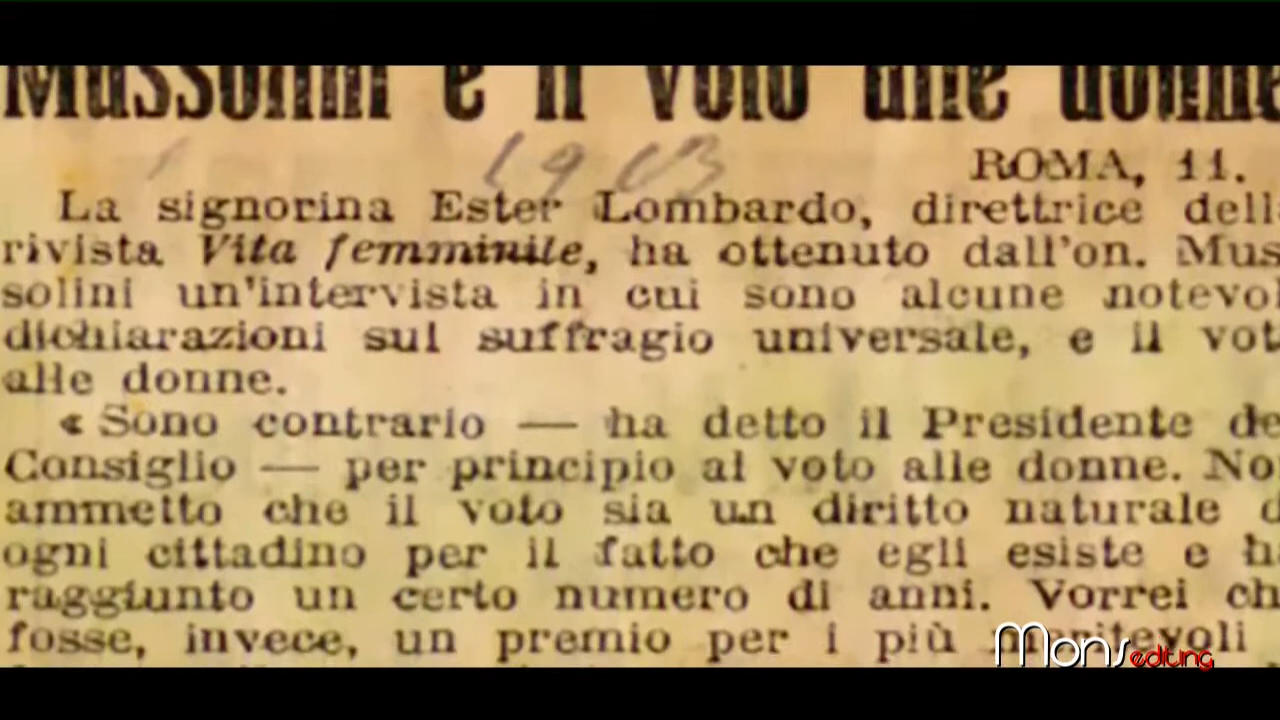 Mussolini e il voto alle donne
ROMA, 11.
La signorina Ester Lombardo, direttrice dell
rivista Vita femminile, ha ottenuto dall'on. Mus
solini un'intervista in cui sono alcune notevol
dichiarazioni sul suffragio universale, e il vot
alle donne.
« Sono contrario — ha detto il Presidente de
Consiglio — per principio al voto alle donne. No
ammetto che il voto sia un diritto naturale d
ogni cittadino per il fatto che egli esiste e h
raggiunto un certo numero di anni. Vorrei ch
fosse, invece, un premio per i più meritevoli
Mons editing